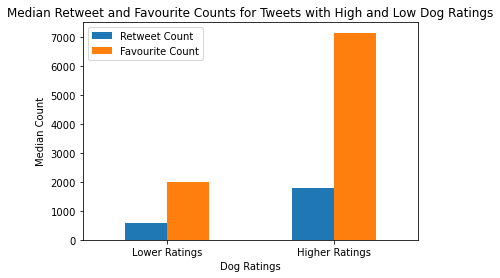 Median Retweet and Favourite Counts for Tweets with High and Low Dog Ratings
Retweet Count
Favourite Count
7000
6000
5000
4000
3000
2000
1000
0
Median Count
Lower Ratings
Higher Ratings
Dog Ratings